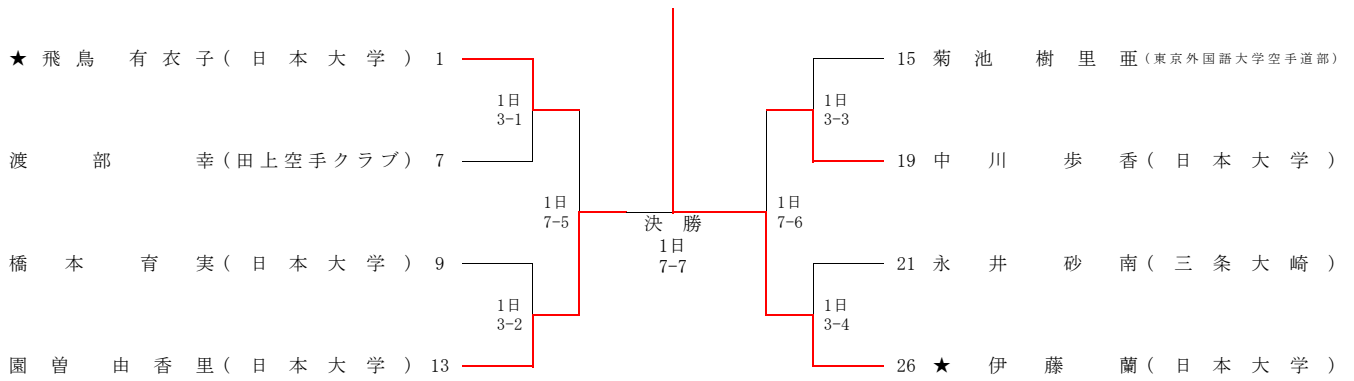 ★飛鳥 有衣子(日本大学) 1
15 菊池 樹里亜(東京外国語大学空手道部)
1日
3-1
1日
3-3
渡部 幸(田上空手クラブ) 7
19 中川 歩香(日本大学)
1日
7-5
決勝
1日
7-7
1日
7-6
橋本 育実(日本大学) 9
21 永井 砂南(三条大崎)
1日
3-2
1日
3-4
園曽 由香里(日本大学) 13
26 ★ 伊藤 蘭(日本大学)